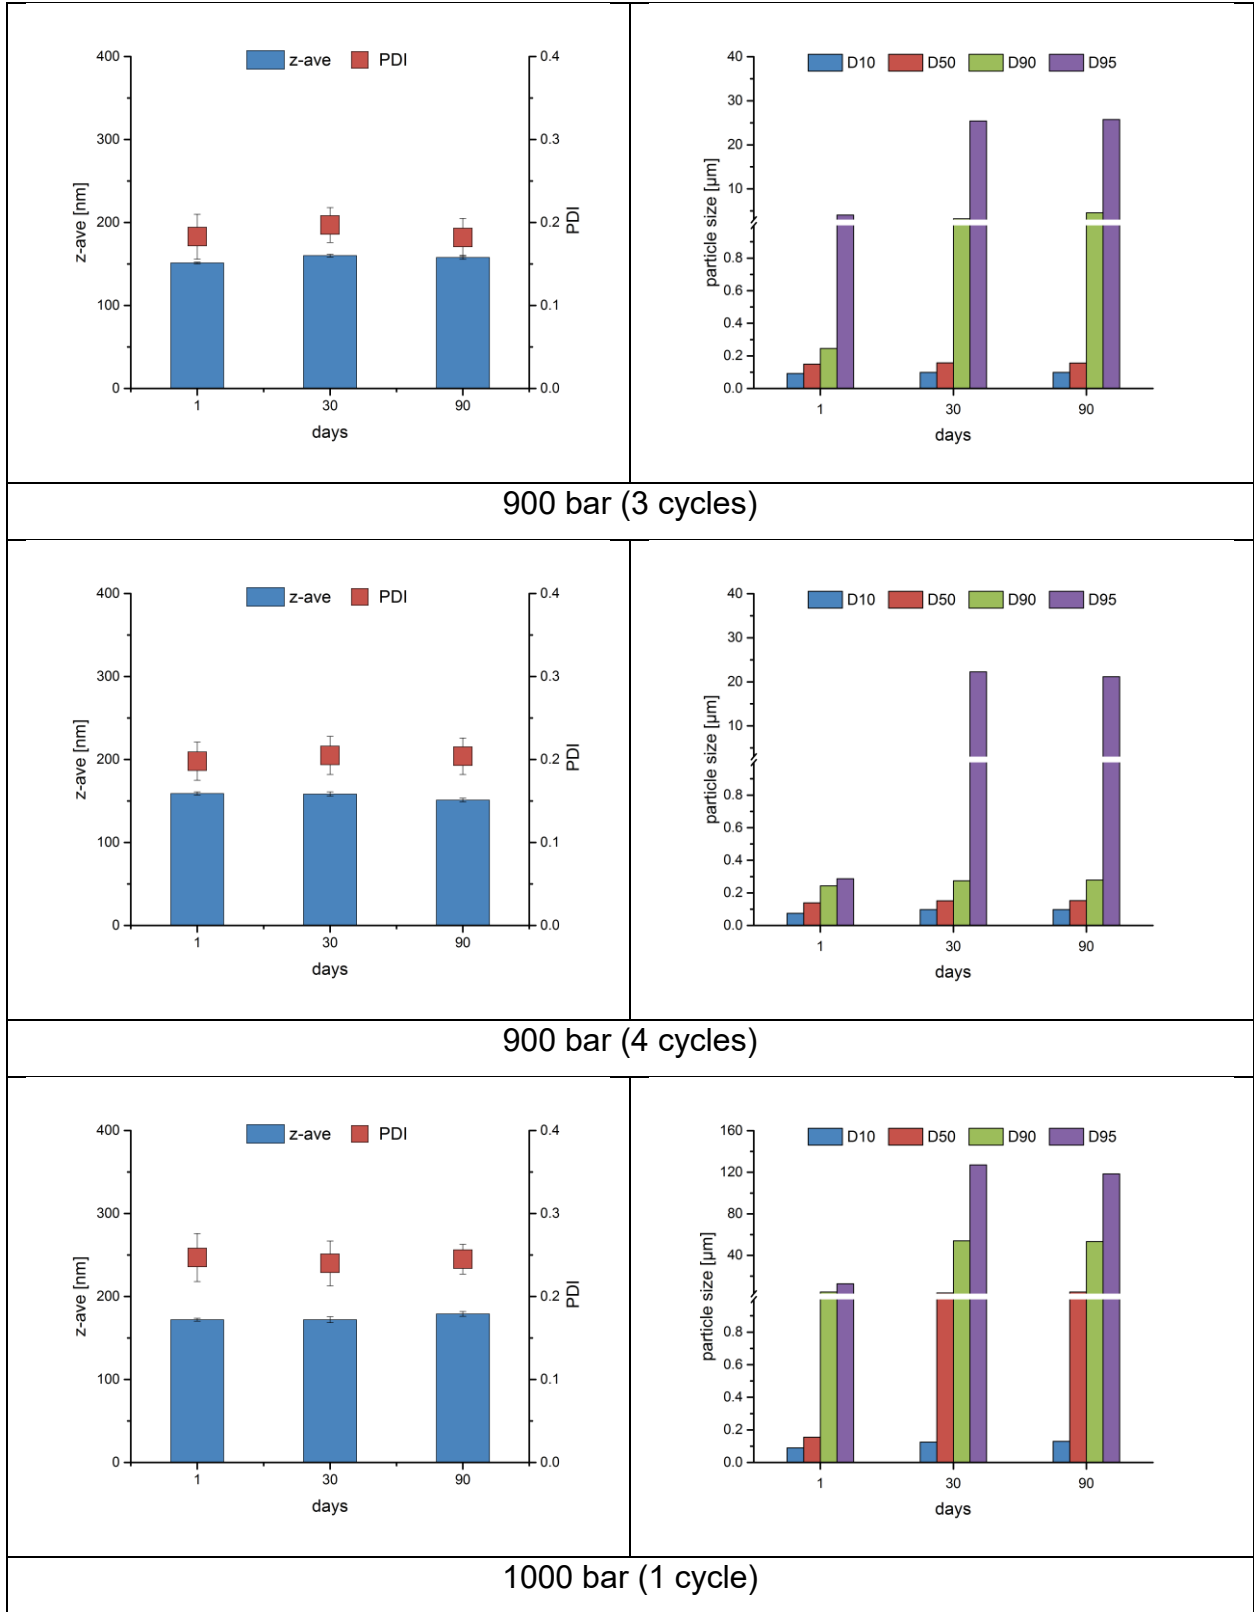 z-ave PDI
400
300
200
100
0
z-ave [nm]
0.4
0.3
0.2
0.1
0.0
PDI
1 30 90
days
D10 D50 D90 D95
40
30
20
10
0.8
0.6
0.4
0.2
0.0
particle size [µm]
1 30 90
days
900 bar (3 cycles)
z-ave PDI
400
300
200
100
0
z-ave [nm]
0.4
0.3
0.2
0.1
0.0
PDI
1 30 90
days
D10 D50 D90 D95
40
30
20
10
0.8
0.6
0.4
0.2
0.0
particle size [µm]
1 30 90
days
900 bar (4 cycles)
z-ave PDI
400
300
200
100
0
z-ave [nm]
0.4
0.3
0.2
0.1
0.0
PDI
1 30 90
days
D10 D50 D90 D95
160
120
80
40
0.8
0.6
0.4
0.2
0.0
particle size [µm]
1 30 90
days
1000 bar (1 cycle)